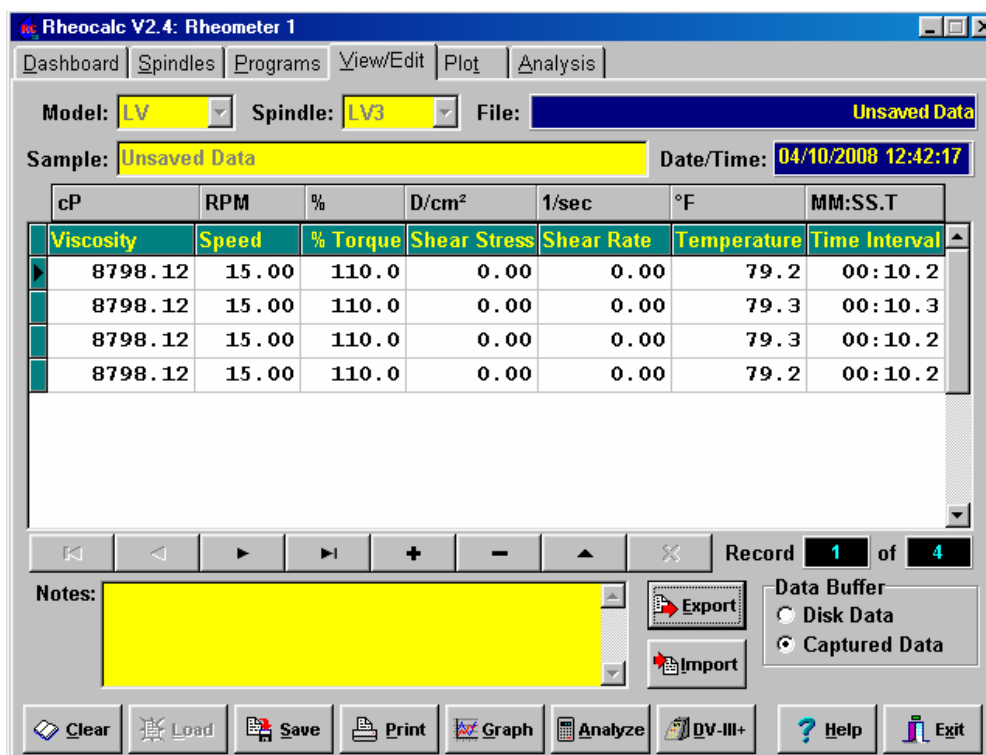 Rheocalc V2.4: Rheometer 1
Dashboard Spindles Programs View/Edit Plot Analysis
Model: LV Spindle: LV3 File: Unsaved Data
Sample: Unsaved Data Date/Time: 04/10/2008 12:42:17
cP RPM % D/cm² 1/sec °F MM:SS.T
Viscosity Speed % Torque Shear Stress Shear Rate Temperature Time Interval
8798.12 15.00 110.0 0.00 0.00 79.2 00:10.2
8798.12 15.00 110.0 0.00 0.00 79.3 00:10.3
8798.12 15.00 110.0 0.00 0.00 79.3 00:10.2
8798.12 15.00 110.0 0.00 0.00 79.2 00:10.2
Record 1 of 4
Notes: Export Data Buffer
Disk Data
Captured Data
Import
Clear Load Save Print Graph Analyze DV-III+ Help Exit